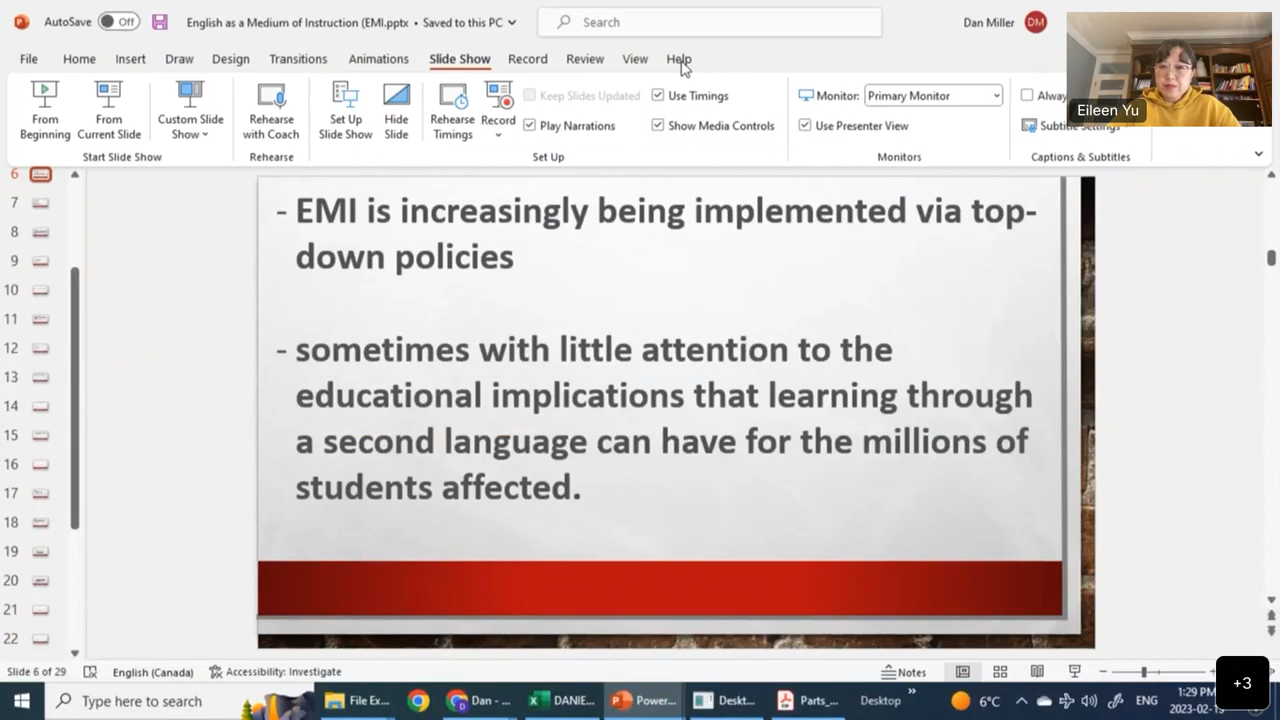 AutoSave Off English as a Medium of Instruction (EMI.pptx • Saved to this PC Search Dan Miller DM
File Home Insert Draw Design Transitions Animations Slide Show Record Review View Help
From Beginning
From Current Slide
Custom Slide Show
Start Slide Show
Rehearse with Coach
Rehearse
Set Up Slide Show
Hide Slide
Rehearse Timings
Record
Keep Slides Updated
Play Narrations
Use Timings
Show Media Controls
Set Up
Monitor: Primary Monitor
Use Presenter View
Monitors
Subtitle Settings
Captions & Subtitles
Eileen Yu
6
7
8
9
10
11
12
13
14
15
16
17
18
19
20
21
22
- EMI is increasingly being implemented via top-
down policies
- sometimes with little attention to the
educational implications that learning through
a second language can have for the millions of
students affected.
Slide 6 of 29 English (Canada) Accessibility: Investigate Notes
Type here to search File Ex... Dan - ... DANIE... Power... Deskt... Parts_... Desktop » 6°C ENG 1:29 PM
+3